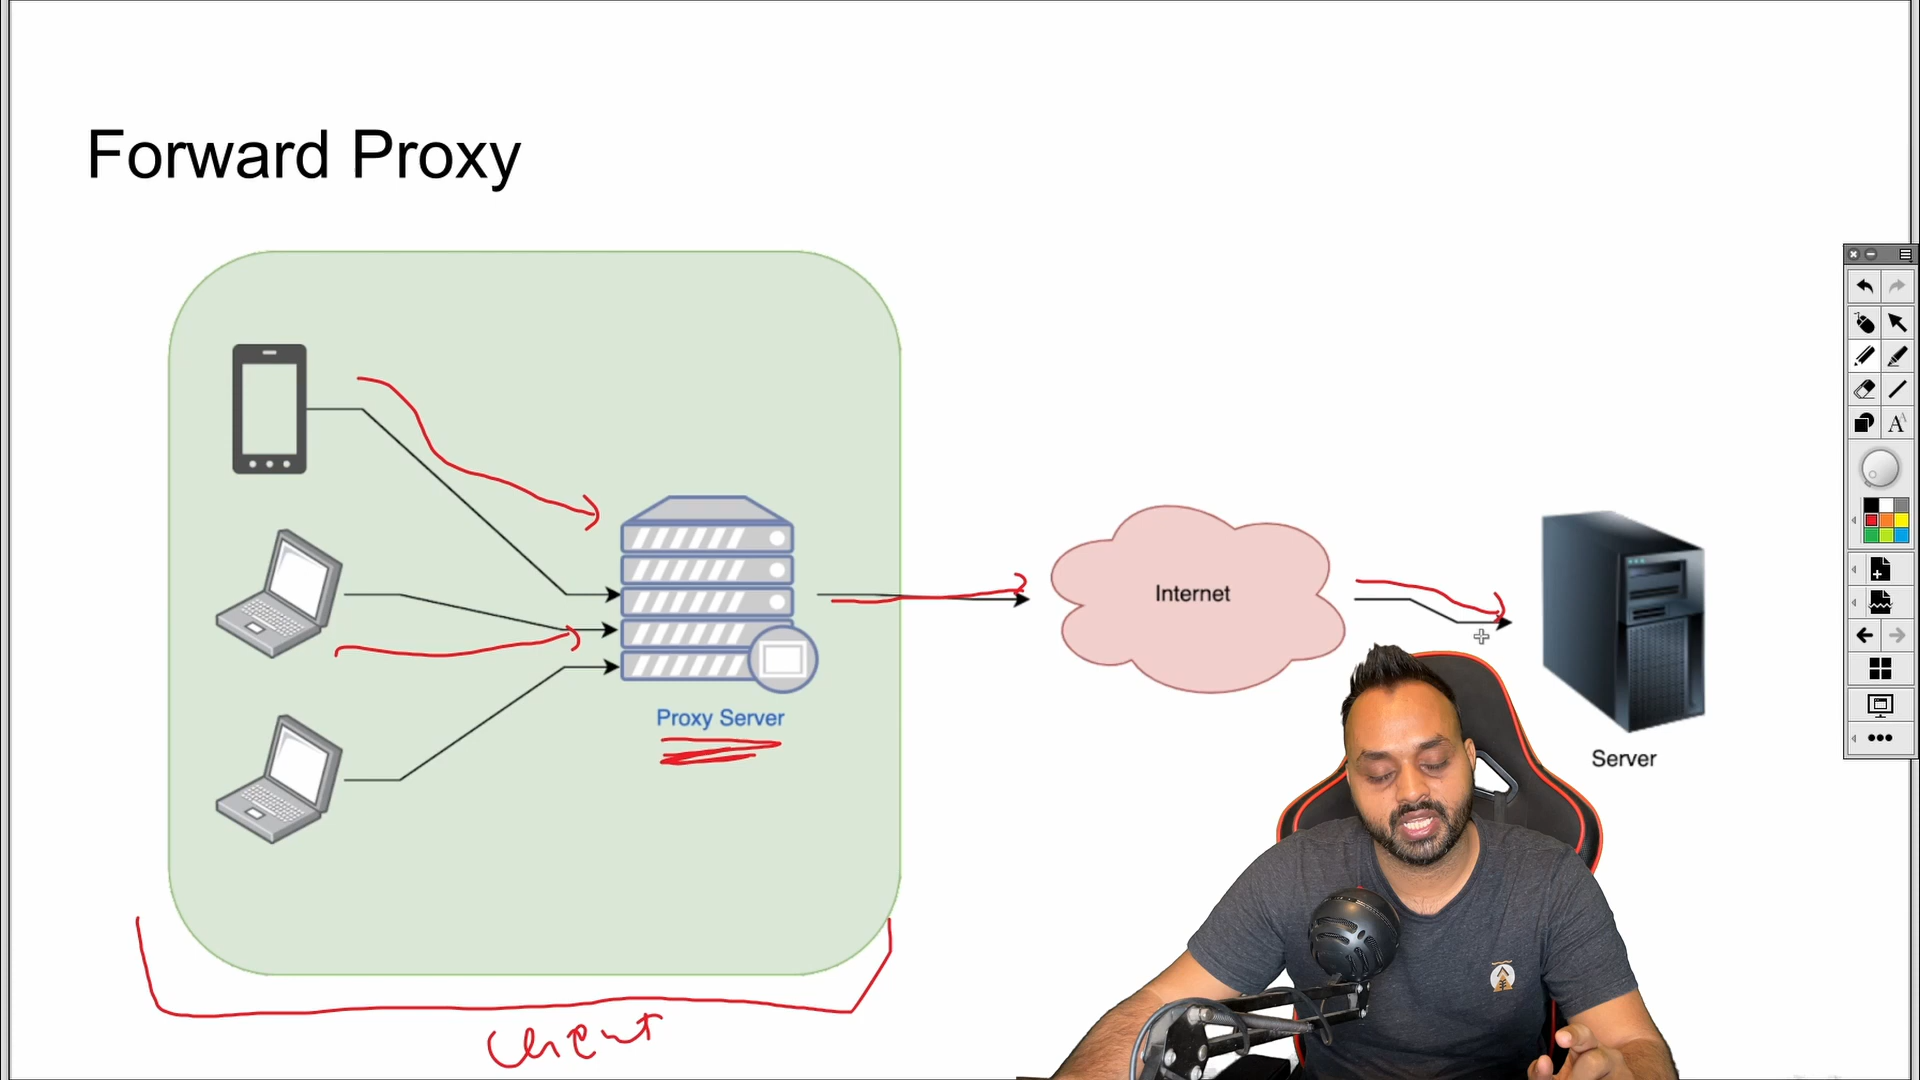 Forward Proxy
Internet
Proxy Server
Server
client